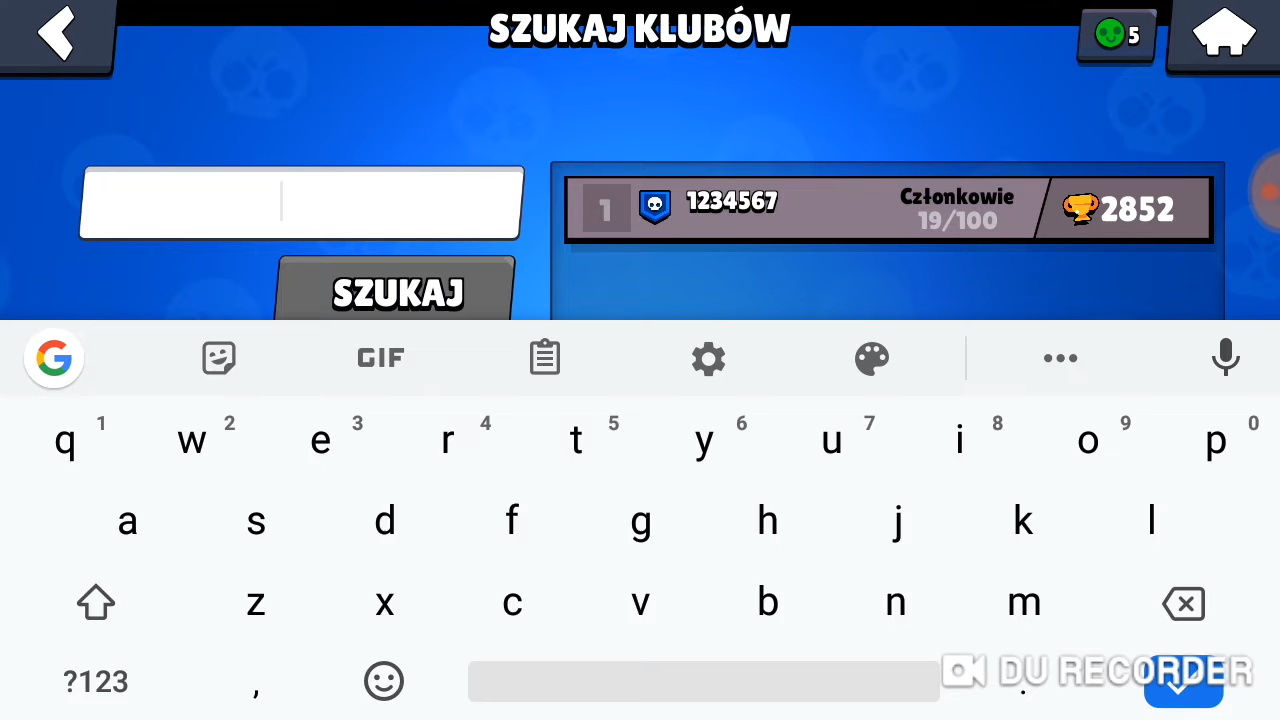 SZUKAJ KLUBÓW
5
1
1234567
Członkowie
19/100
2852
SZUKAJ
G
GIF
q 1 w 2 e 3 r 4 t 5 y 6 u 7 i 8 o 9 p 0
a s d f g h j k l
z x c v b n m
?123 , .
DU RECORDER